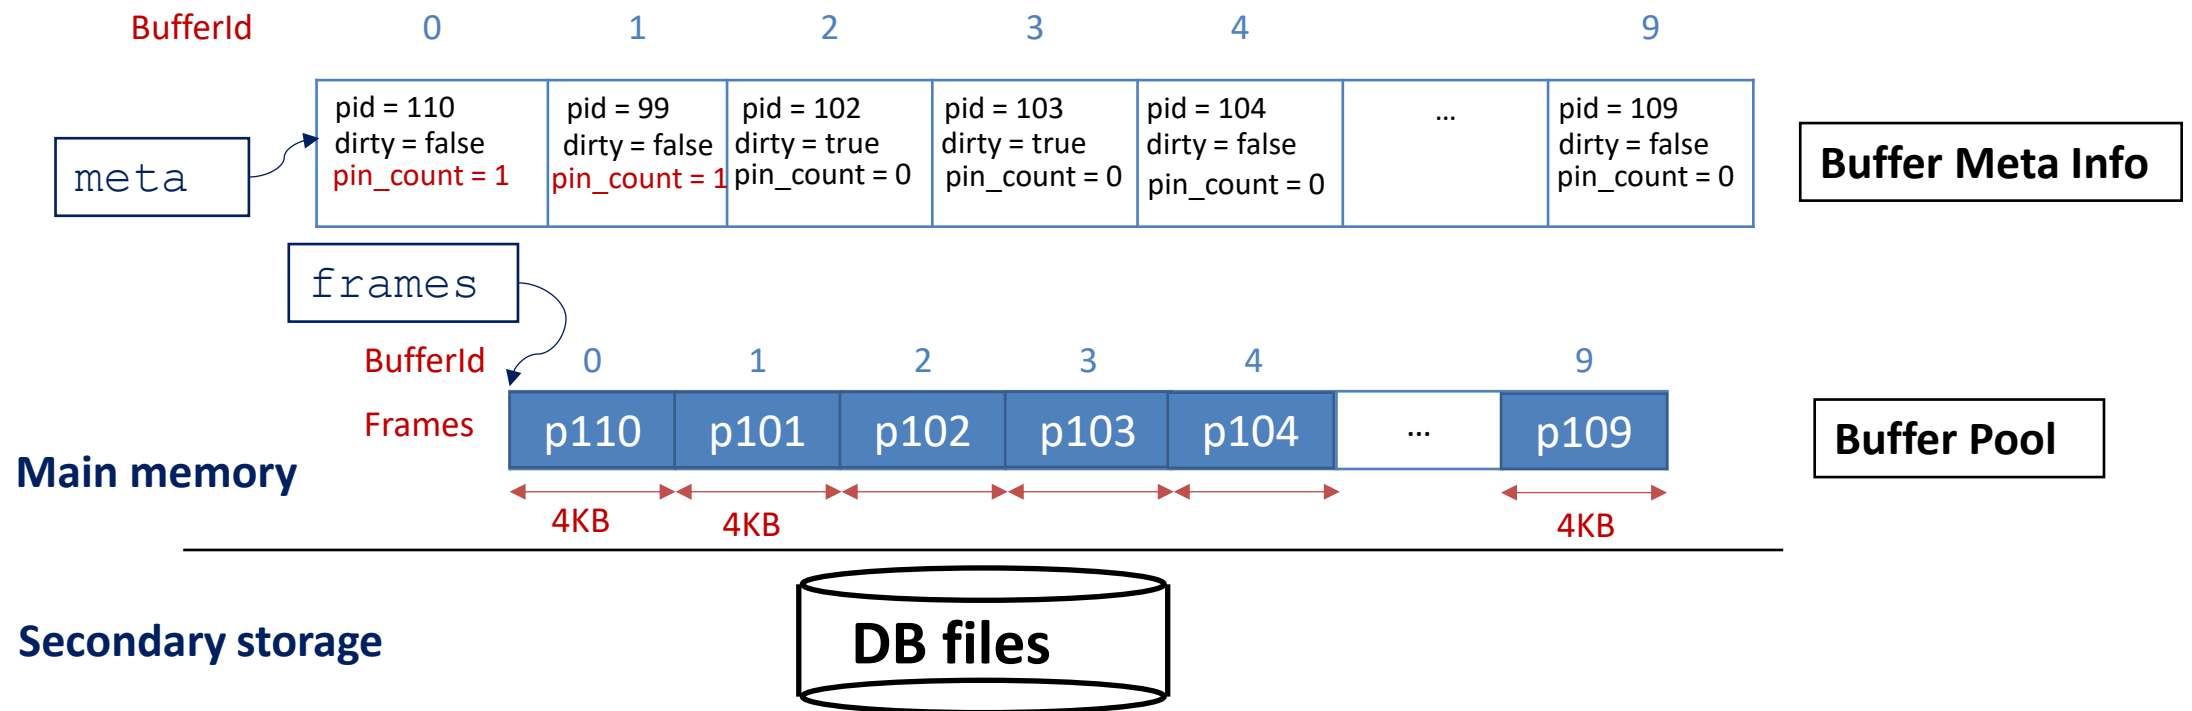 BufferId 0 1 2 3 4 9
pid = 110
dirty = false
pin_count = 1
pid = 99
dirty = false
pin_count = 1
pid = 102
dirty = true
pin_count = 0
pid = 103
dirty = true
pin_count = 0
pid = 104
dirty = false
pin_count = 0
...
pid = 109
dirty = false
pin_count = 0
meta
Buffer Meta Info
frames
BufferId 0 1 2 3 4 9
Frames p110 p101 p102 p103 p104 ... p109
Buffer Pool
Main memory
4KB 4KB 4KB
DB files
Secondary storage